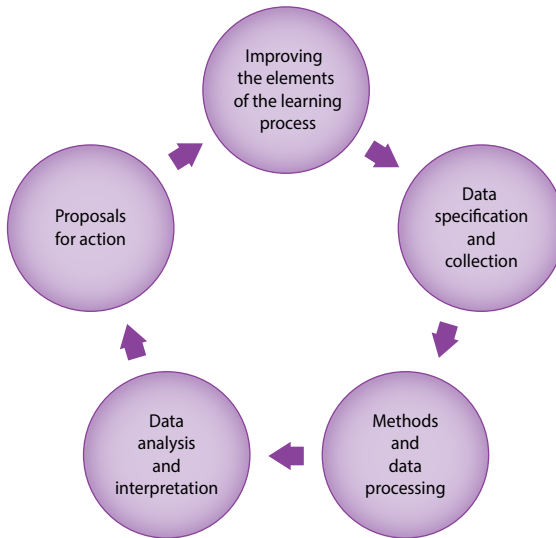 Improving
the elements
of the learning
process
Data
specification
and
collection
Methods
and
data
processing
Data
analysis
and
interpretation
Proposals
for action